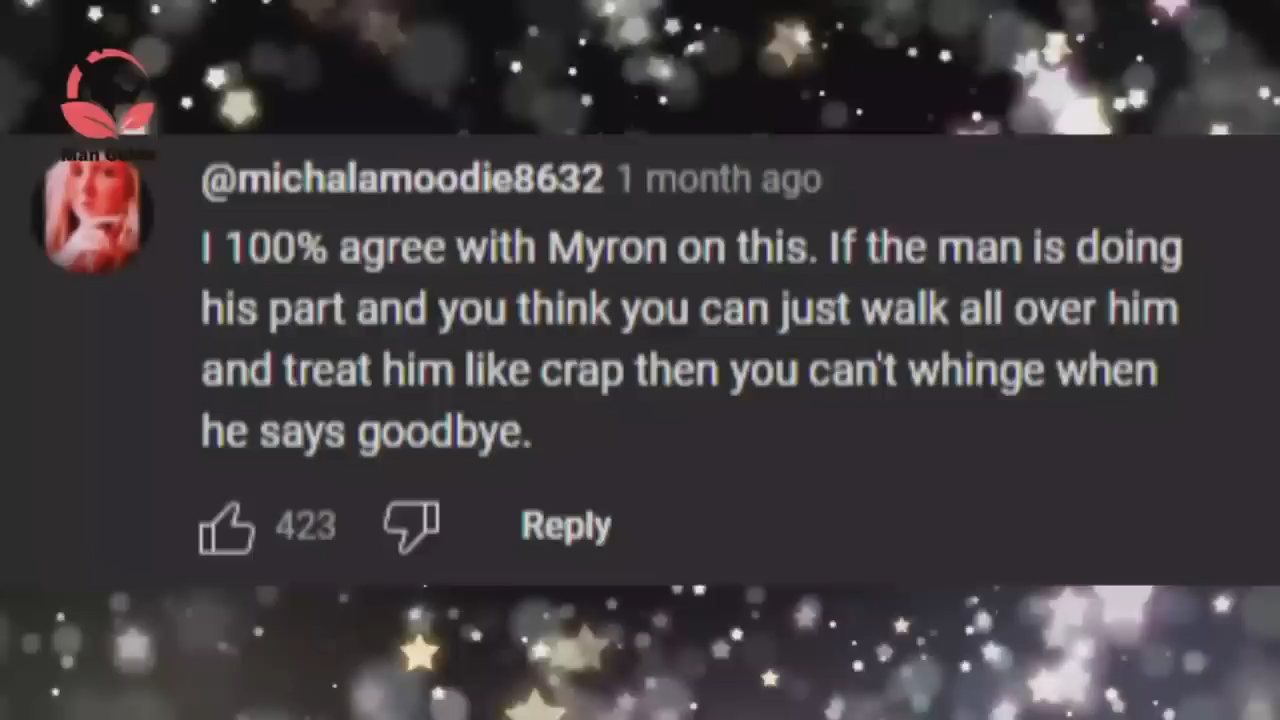 @michalamoodie8632 1 month ago
I 100% agree with Myron on this. If the man is doing
his part and you think you can just walk all over him
and treat him like crap then you can't whinge when
he says goodbye.
423
Reply
Man